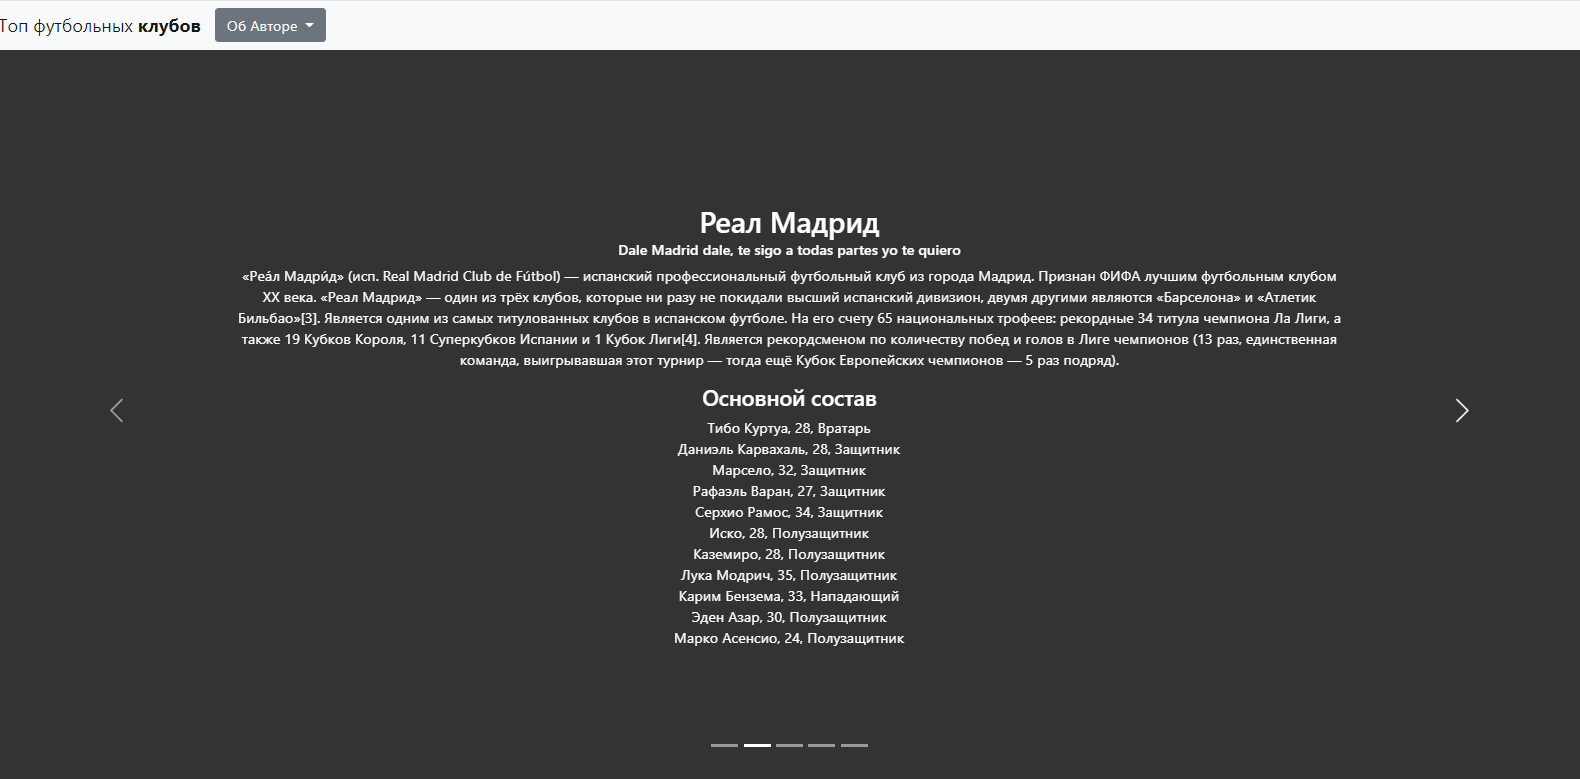 Топ футбольных клубов
Об Авторе
Реал Мадрид
Dale Madrid dale, te sigo a todas partes yo te quiero
«Реа́л Мадри́д» (исп. Real Madrid Club de Fútbol) — испанский профессиональный футбольный клуб из города Мадрид. Признан ФИФА лучшим футбольным клубом
XX века. «Реал Мадрид» — один из трёх клубов, которые ни разу не покидали высший испанский дивизион, двумя другими являются «Барселона» и «Атлетик
Бильбао»[3]. Является одним из самых титулованных клубов в испанском футболе. На его счету 65 национальных трофеев: рекордные 34 титула чемпиона Ла Лиги, а
также 19 Кубков Короля, 11 Суперкубков Испании и 1 Кубок Лиги[4]. Является рекордсменом по количеству побед и голов в Лиге чемпионов (13 раз, единственная
команда, выигрывавшая этот турнир — тогда ещё Кубок Европейских чемпионов — 5 раз подряд).
Основной состав
Тибо Куртуа, 28, Вратарь
Даниэль Карвахаль, 28, Защитник
Марсело, 32, Защитник
Рафаэль Варан, 27, Защитник
Серхио Рамос, 34, Защитник
Иско, 28, Полузащитник
Каземиро, 28, Полузащитник
Лука Модрич, 35, Полузащитник
Карим Бензема, 33, Нападающий
Эден Азар, 30, Полузащитник
Марко Асенсио, 24, Полузащитник